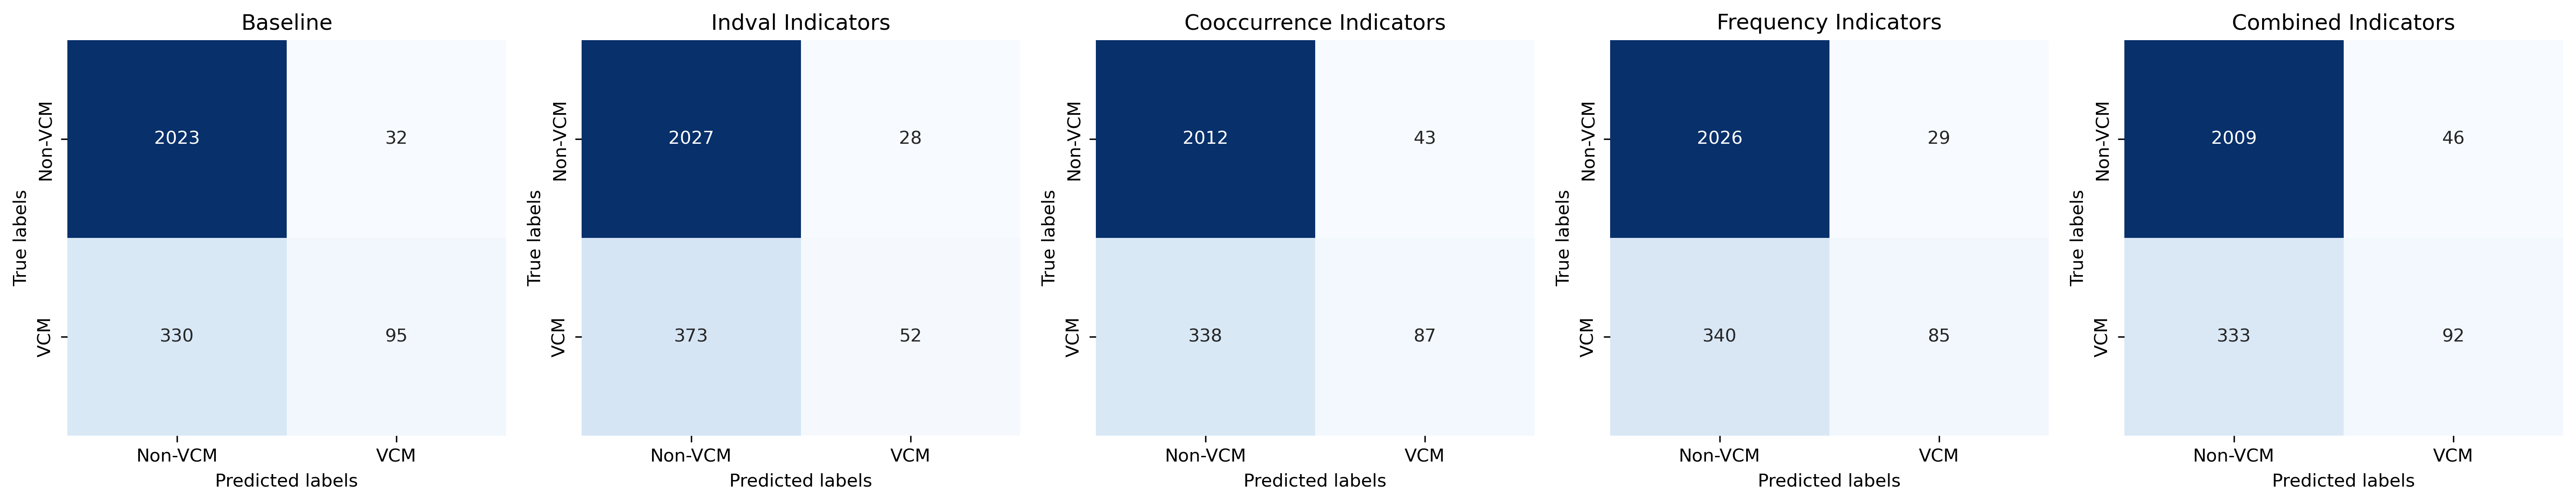 Baseline
True labels
Non-VCM
VCM
2023
32
330
95
Non-VCM
VCM
Predicted labels
Indval Indicators
True labels
Non-VCM
VCM
2027
28
373
52
Non-VCM
VCM
Predicted labels
Cooccurrence Indicators
True labels
Non-VCM
VCM
2012
43
338
87
Non-VCM
VCM
Predicted labels
Frequency Indicators
True labels
Non-VCM
VCM
2026
29
340
85
Non-VCM
VCM
Predicted labels
Combined Indicators
True labels
Non-VCM
VCM
2009
46
333
92
Non-VCM
VCM
Predicted labels